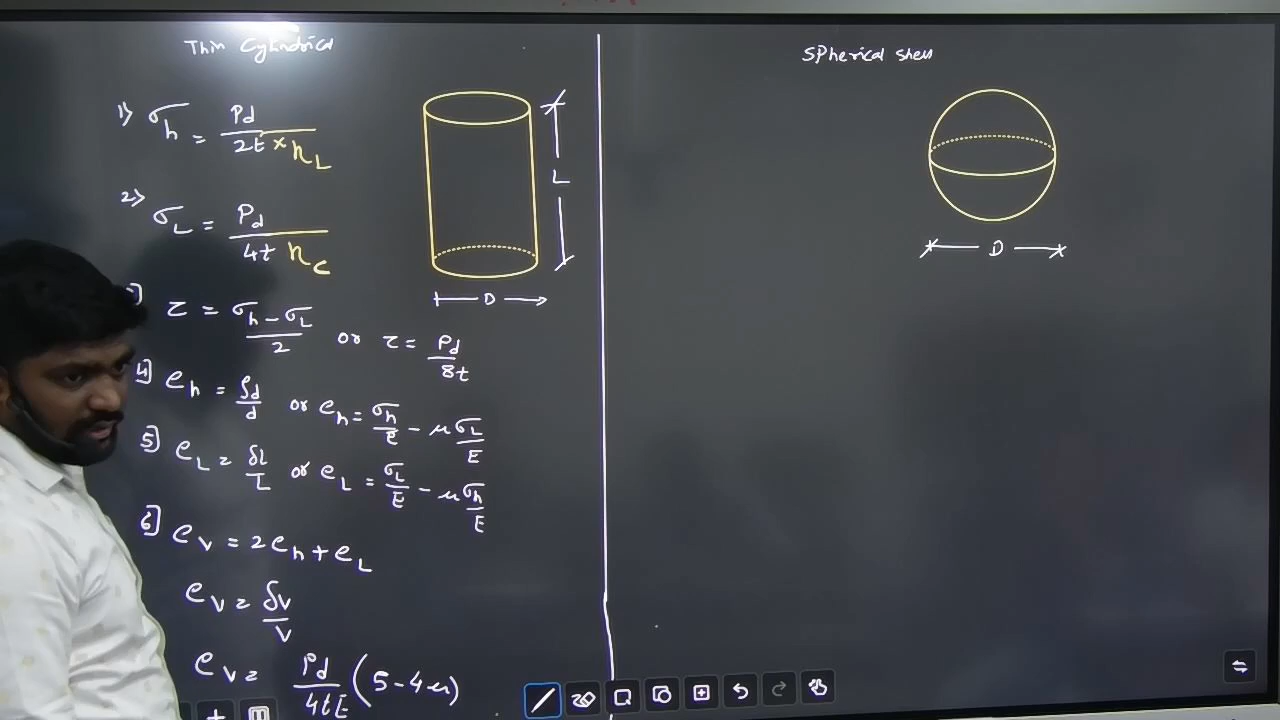 Thin Cylindrical
1) σh = Pd / 2t × ηL
2) σL = Pd / 4t ηc
L
D
τ = σh - σL / 2 or τ = Pd / 8t
4] eh = δd / d or eh = σh / E - μ σL / E
5] eL = δL / L or eL = σL / E - μ σh / E
6] ev = 2eh + eL
ev = δv / v
ev = Pd / 4tE (5 - 4μ)
Spherical Shell
D